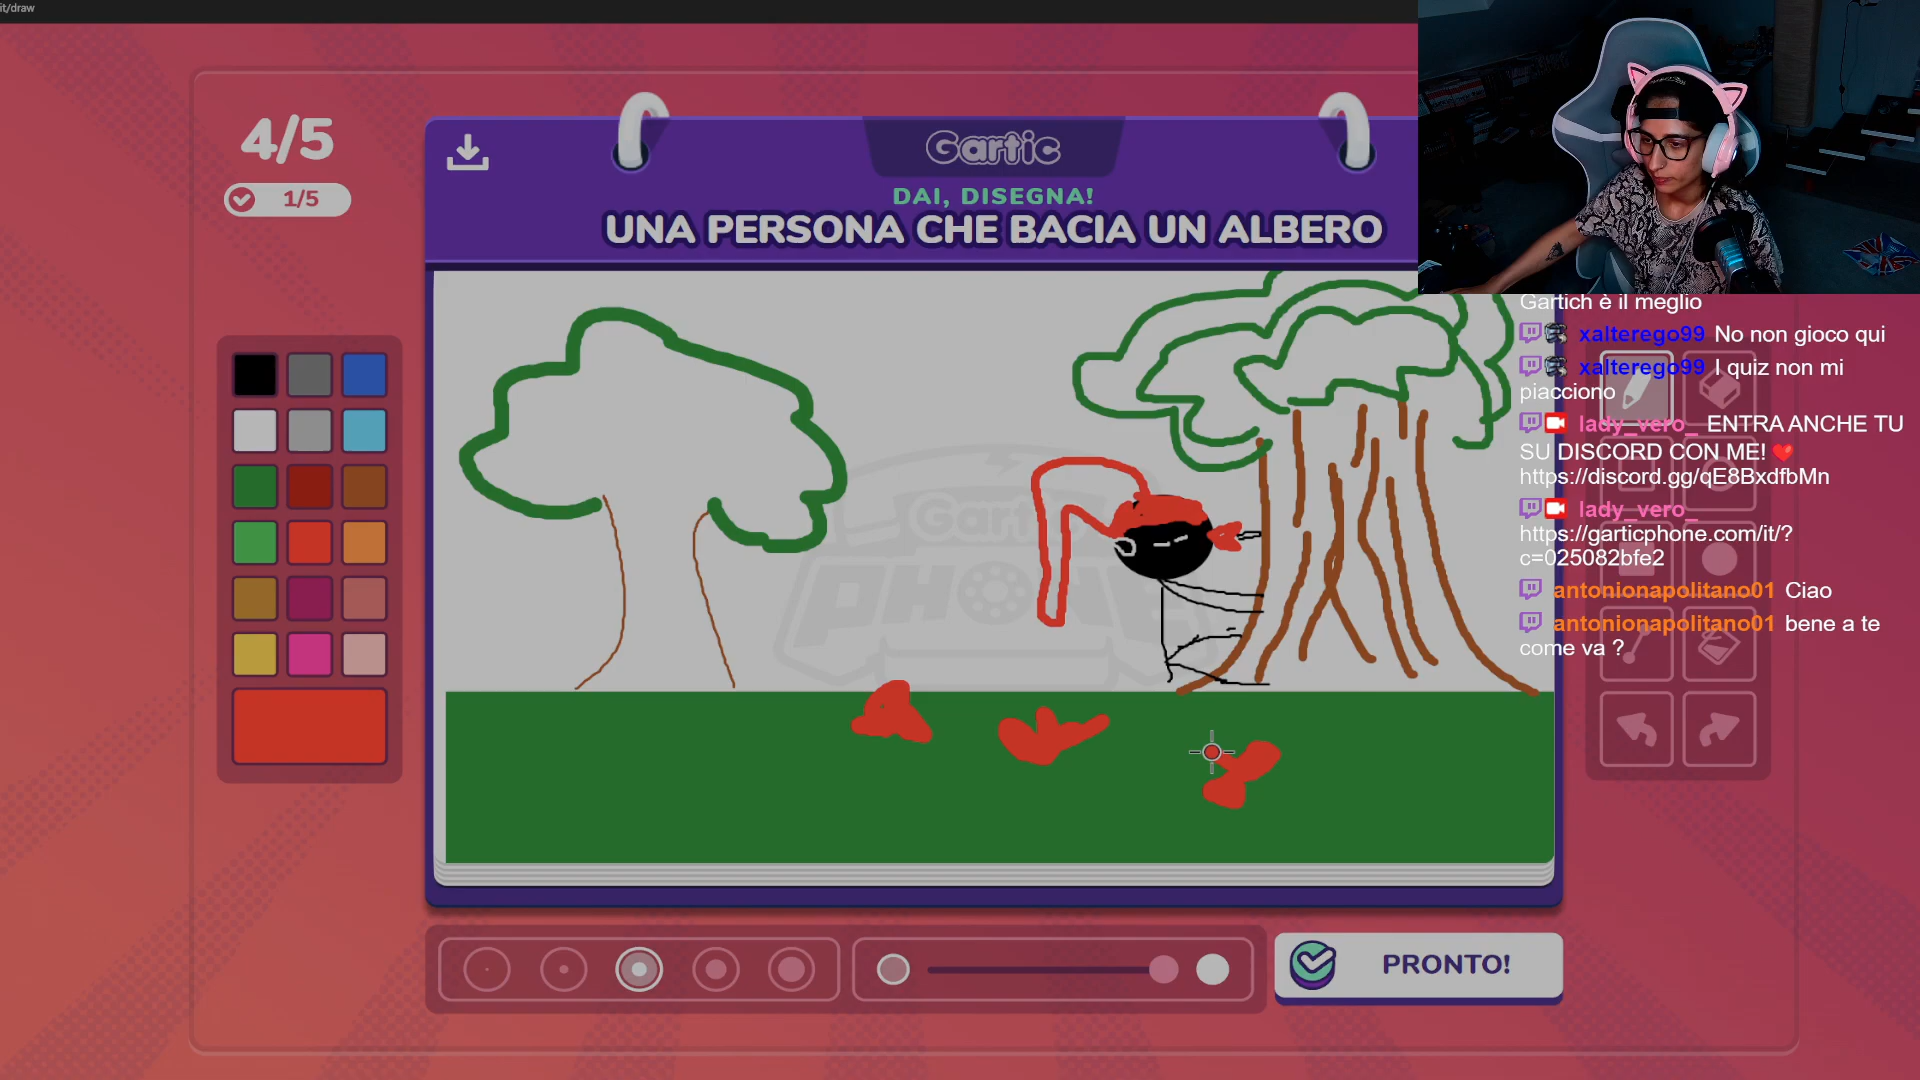 it/draw
4/5
1/5
Gartic
DAI, DISEGNA!
UNA PERSONA CHE BACIA UN ALBERO
Gartic
PHONE
Gartich è il meglio
xalterego99 No non gioco qui
xalterego99 I quiz non mi
piacciono
lady_vero_ ENTRA ANCHE TU
SU DISCORD CON ME! ❤️
https://discord.gg/qE8BxdfbMn
lady_vero_
https://garticphone.com/it/?
c=025082bfe2
antonionapolitano01 Ciao
antonionapolitano01 bene a te
come va ?
PRONTO!